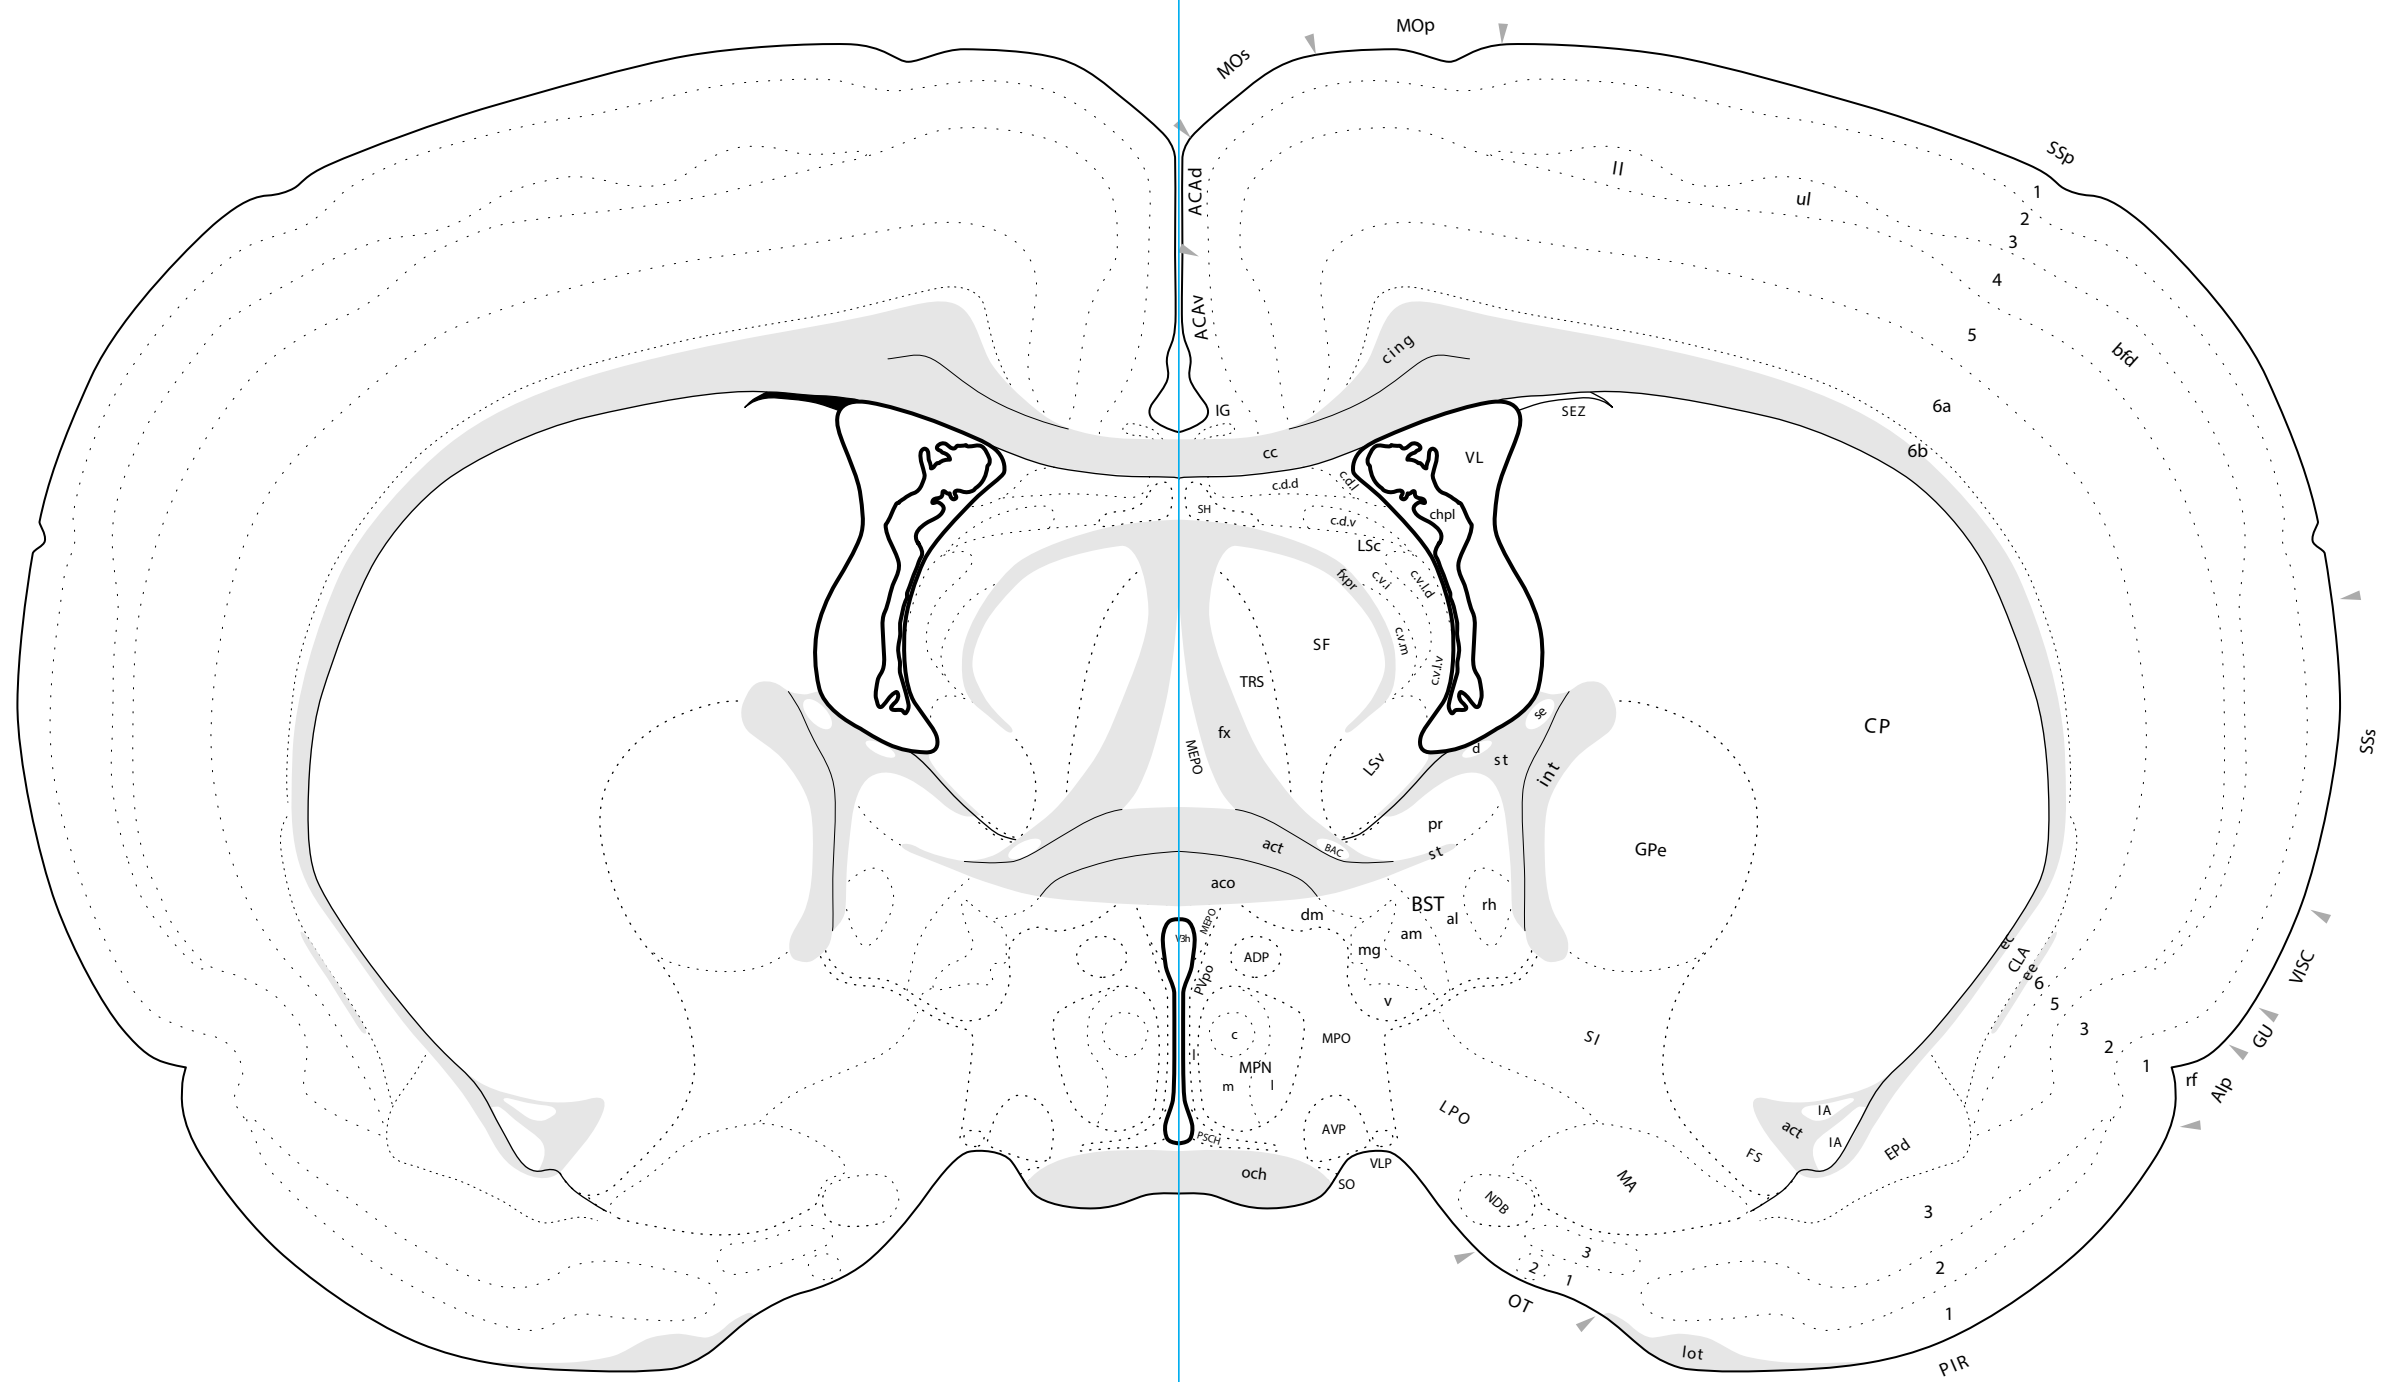 MOp
MOs
SSp
ACAd
ll
ul
1
2
3
4
5
bfd
ACAv
cing
6a
IG
SEZ
6b
cc
VL
c.d.d
c.d.l
SH
c.d.v
chpl
LSc
fxpr
c.v.i
c.v.l.d
c.v.m
SF
c.v.l.v
TRS
se
CP
fx
MEPO
d
st
LSv
int
SSs
pr
act
BAC
st
GPe
aco
BST
rh
dm
al
MEPO
am
V3h
mg
ADP
ec
CLA
ee
VISC
PVpo
6
v
5
c
MPO
SI
3
GU
2
l
MPN
1
m
l
rf
AIp
LPO
IA
act
IA
AVP
PSCH
EPd
FS
och
VLP
SO
MA
NDB
3
3
2
1
2
OT
1
lot
PIR